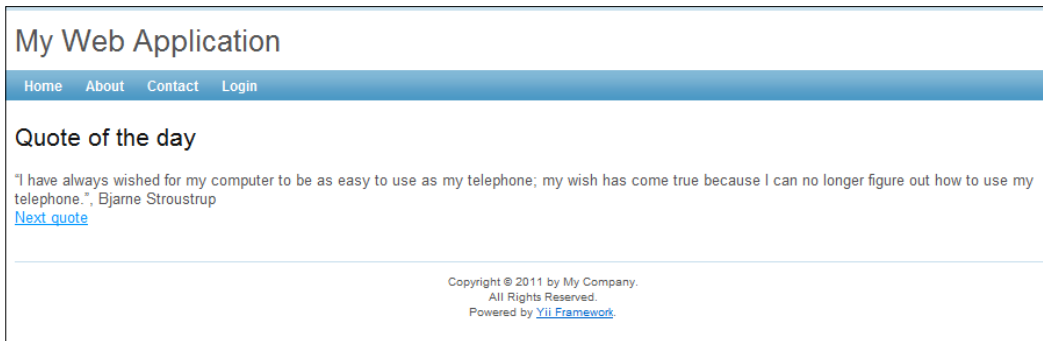 My Web Application
Home About Contact Login
Quote of the day
“I have always wished for my computer to be as easy to use as my telephone; my wish has come true because I can no longer figure out how to use my
telephone.”, Bjarne Stroustrup
Next quote
Copyright © 2011 by My Company.
All Rights Reserved.
Powered by Yii Framework.